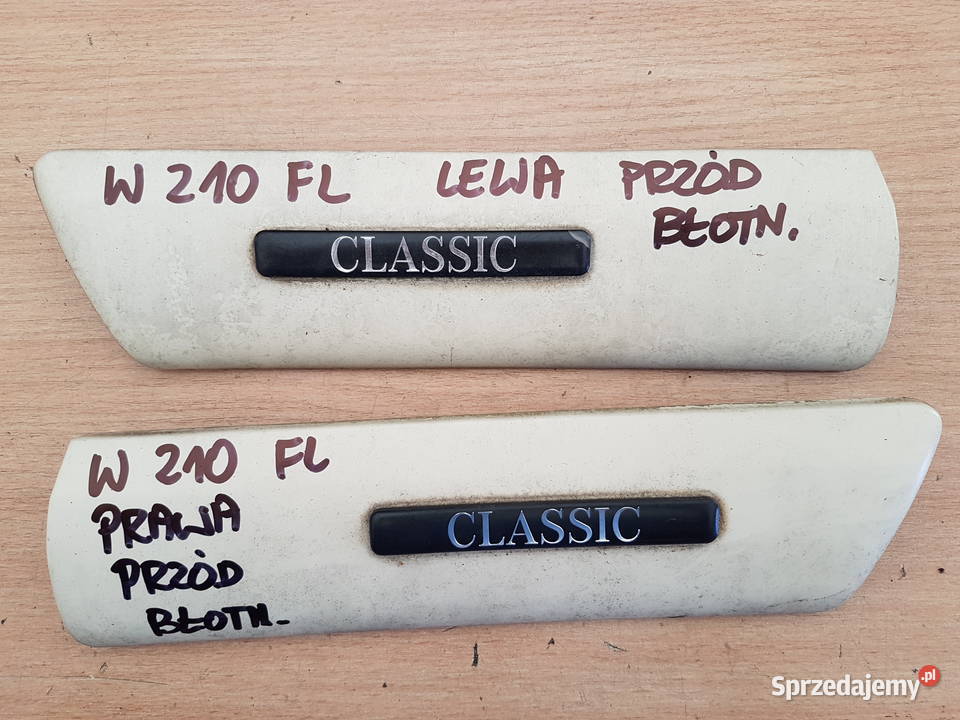 W 210 FL LEWA PRZÓD
BŁOTN.
CLASSIC
W 210 FL
PRAWA
PRZÓD
BŁOTN.
CLASSIC
Sprzedajemy.pl